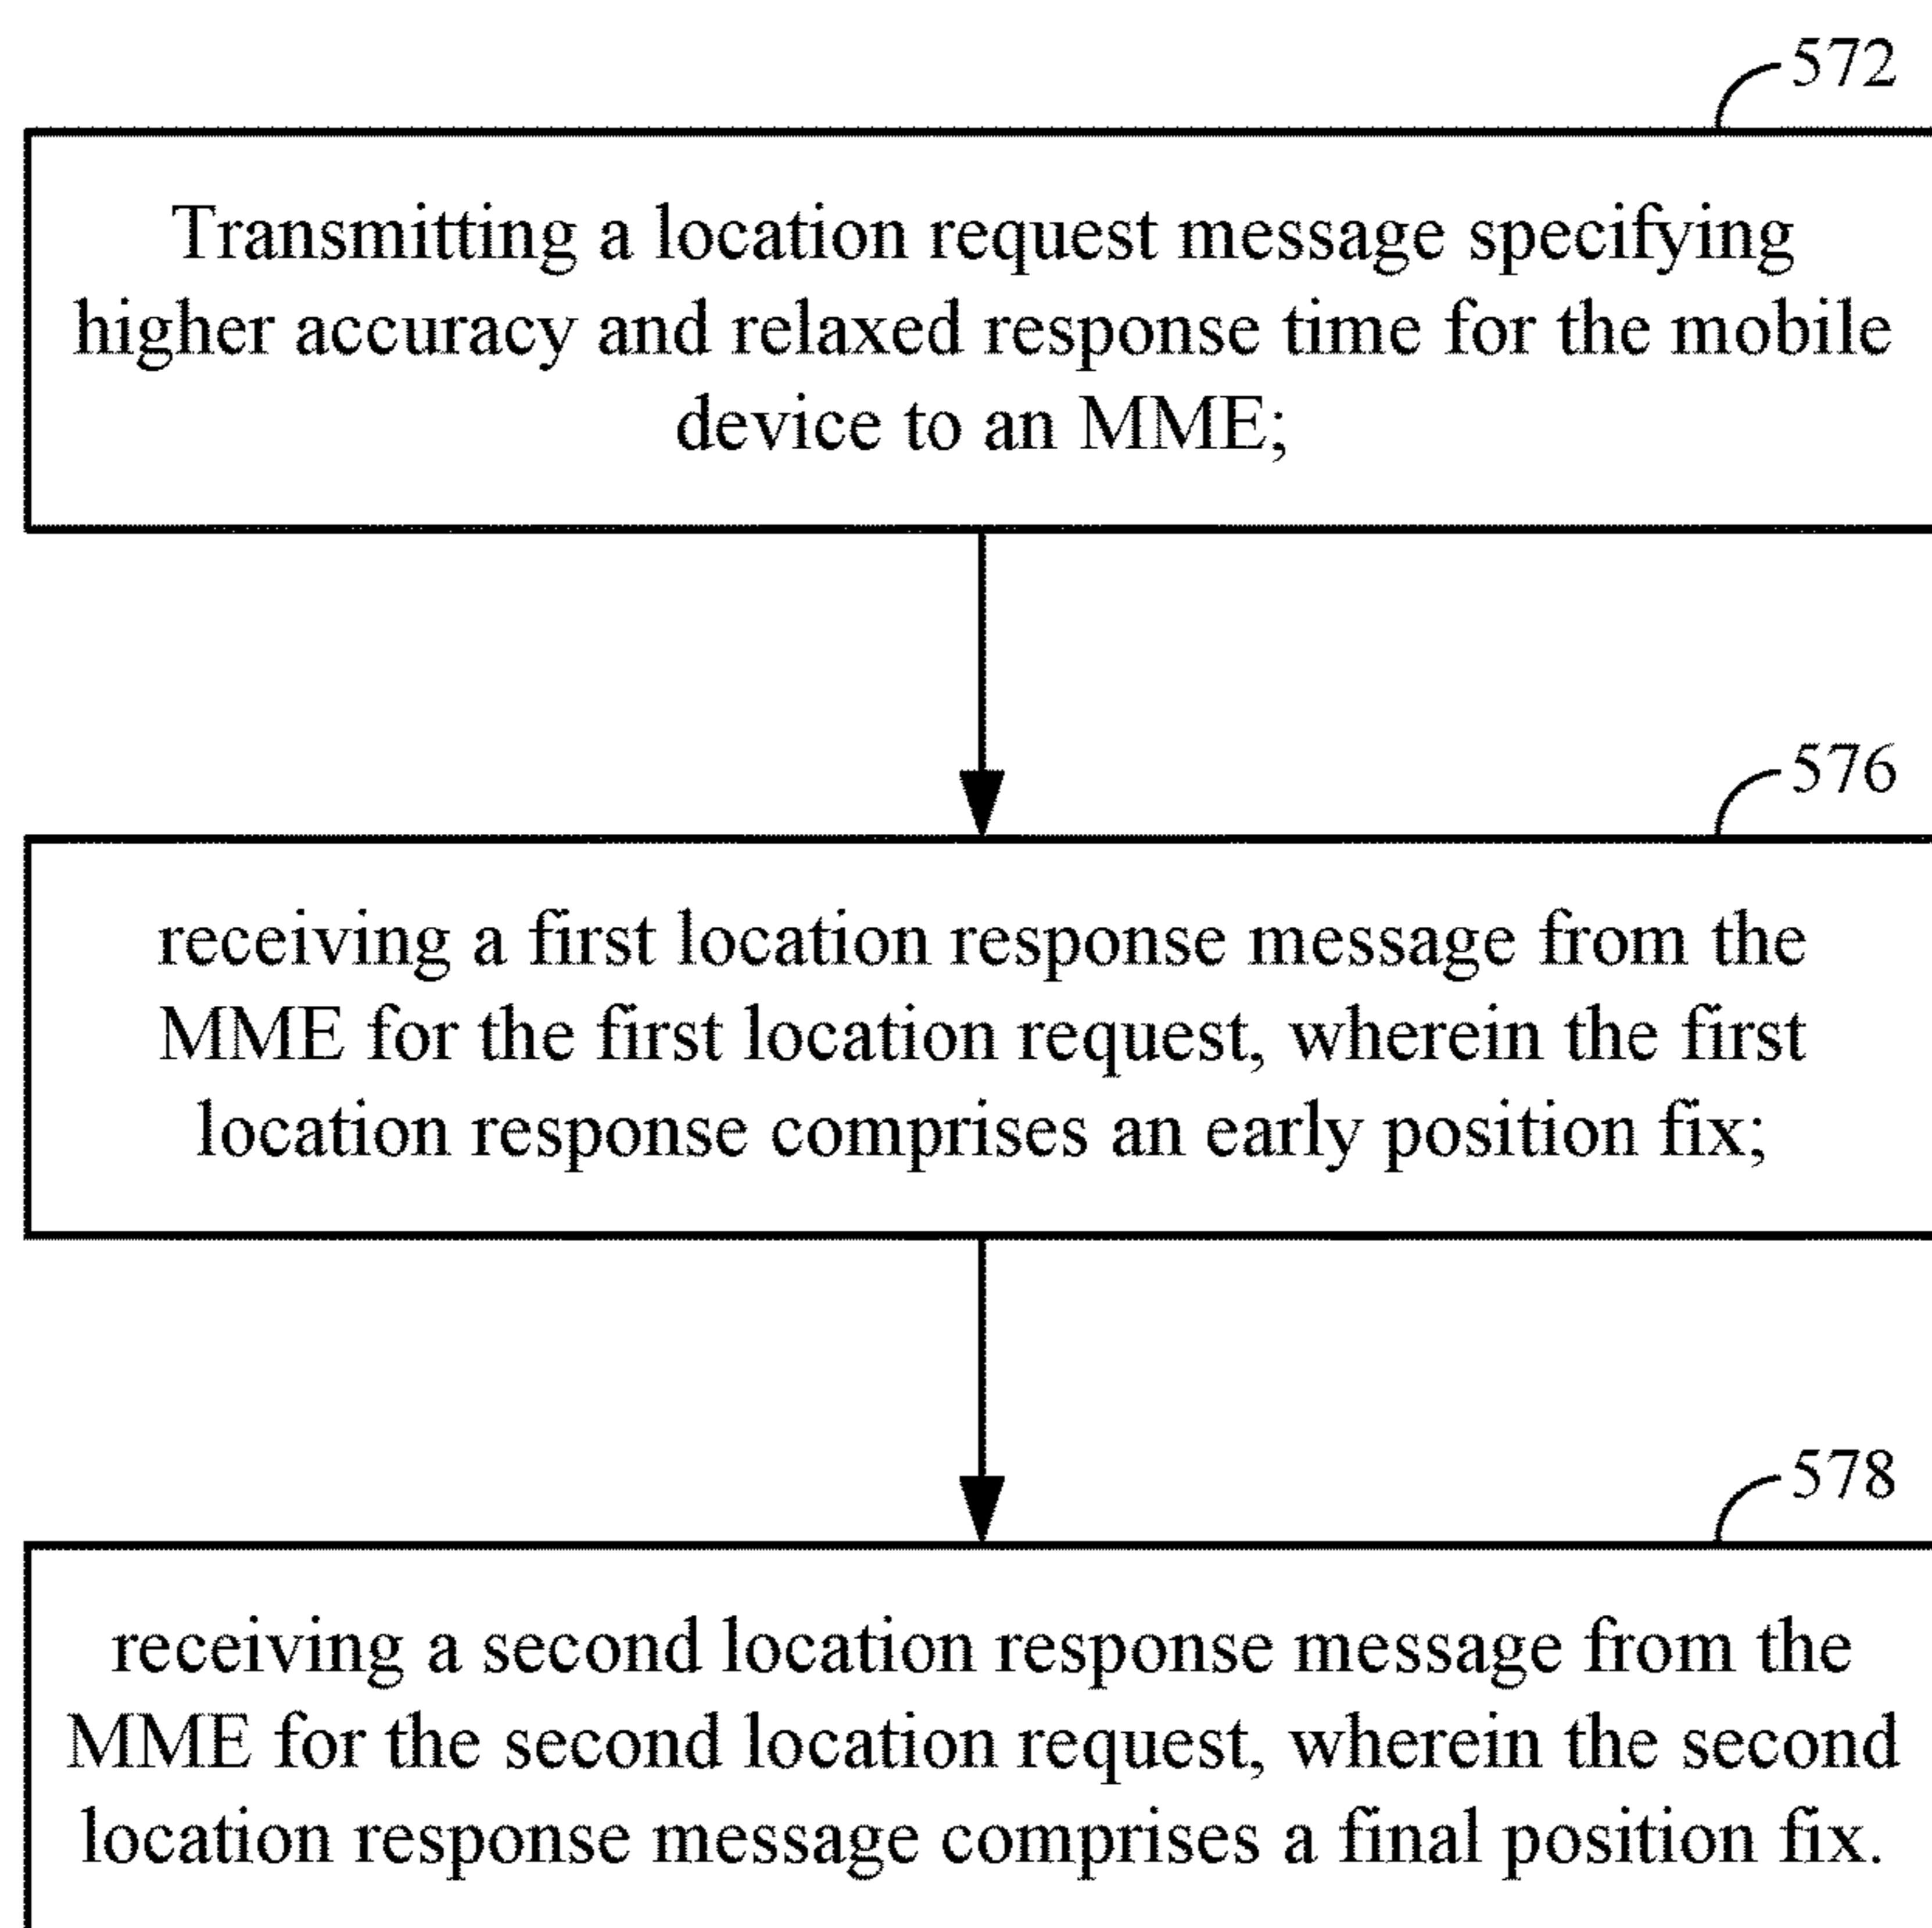 572
Transmitting a location request message specifying
higher accuracy and relaxed response time for the mobile
device to an MME;
576
receiving a first location response message from the
MME for the first location request, wherein the first
location response comprises an early position fix;
578
receiving a second location response message from the
MME for the second location request, wherein the second
location response message comprises a final position fix.